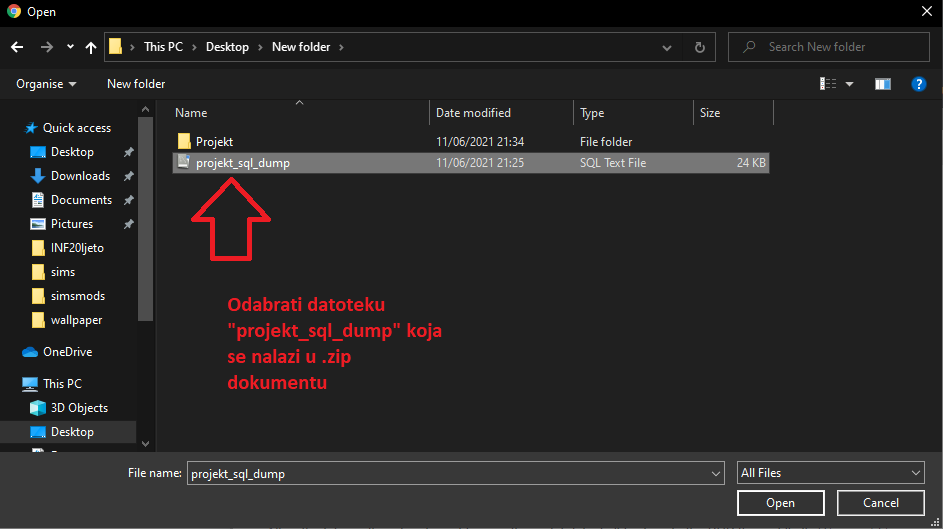 Open
This PC
Desktop
New folder
Search New folder
Organise
New folder
Name
Date modified
Type
Size
Quick access
Desktop
Downloads
Documents
Pictures
INF20ljeto
sims
simsmods
wallpaper
OneDrive
This PC
3D Objects
Desktop
Projekt
11/06/2021 21:34
File folder
projekt_sql_dump
11/06/2021 21:25
SQL Text File
24 KB
Odabrati datoteku
"projekt_sql_dump" koja
se nalazi u .zip
dokumentu
File name:
projekt_sql_dump
All Files
Open
Cancel